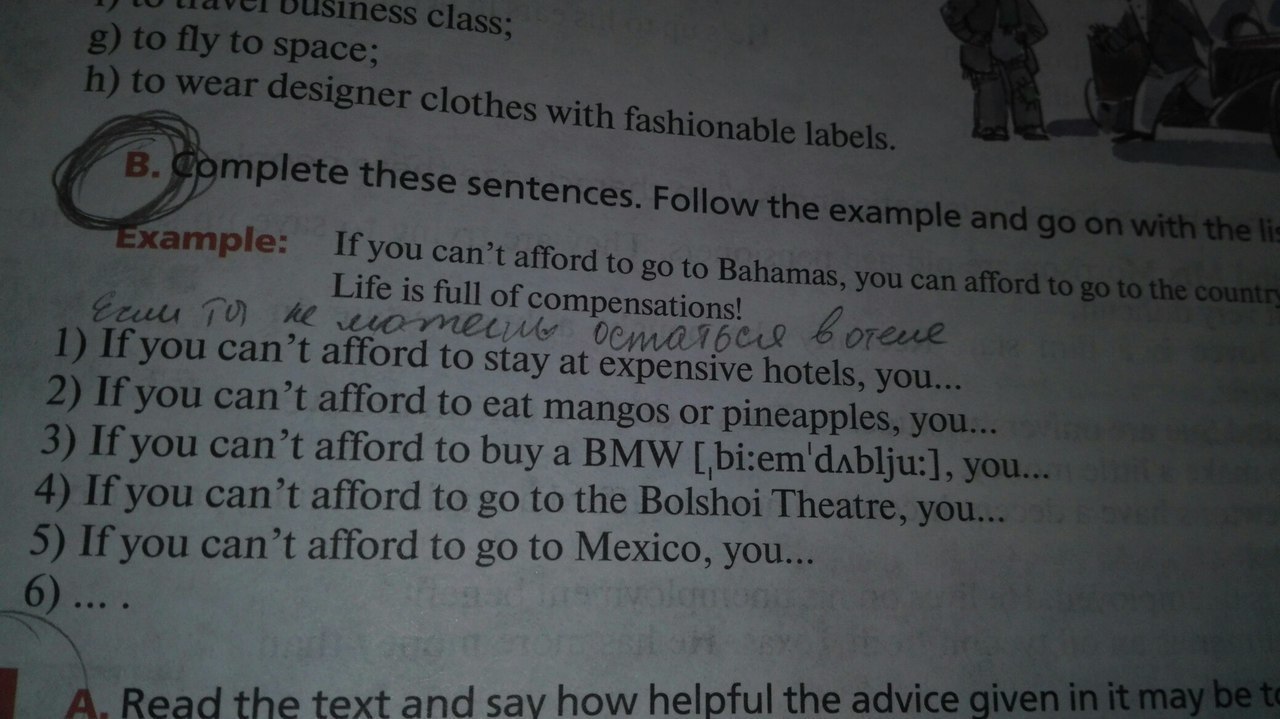 f) to travel business class;
g) to fly to space;
h) to wear designer clothes with fashionable labels.
B. Complete these sentences. Follow the example and go on with the
Example: If you can't afford to go to Bahamas, you can afford to go to the
Life is full of compensations!
Если ты не можешь остаться в отеле
1) If you can't afford to stay at expensive hotels, you...
2) If you can't afford to eat mangos or pineapples, you...
3) If you can't afford to buy a BMW [ˌbiːemˈdʌbljuː], you...
4) If you can't afford to go to the Bolshoi Theatre, you...
5) If you can't afford to go to Mexico, you...
6) ... .
A. Read the text and say how helpful the advice given in it may be